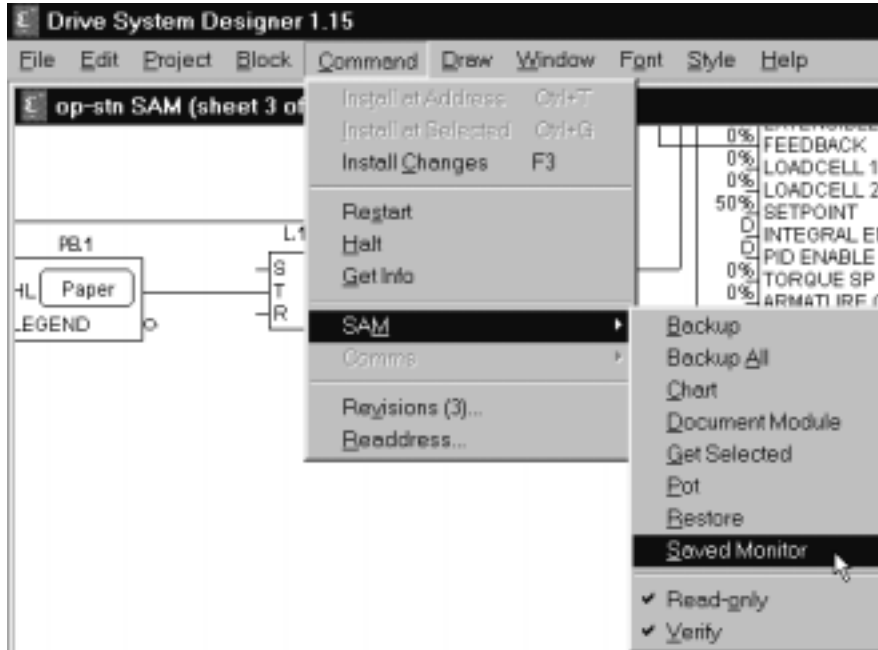 Drive System Designer 1.15
File Edit Project Block Command Draw Window Font Style Help
op-stn SAM (sheet 3 of
Install at Address Ctrl+T
Install at Selected Ctrl+G
Install Changes F3
Restart
Halt
Get Info
SAM
Comms
Revisions (3)...
Readdress...
Backup
Backup All
Chart
Document Module
Get Selected
Pot
Restore
Saved Monitor
Read-only
Verify
PB.1
HL Paper
LEGEND
L.1
S
T
R
0% FEEDBACK
0% LOADCELL 1
0% LOADCELL 2
50% SETPOINT
D INTEGRAL E
D PID ENABLE
0% TORQUE SP
0% ARMATURE